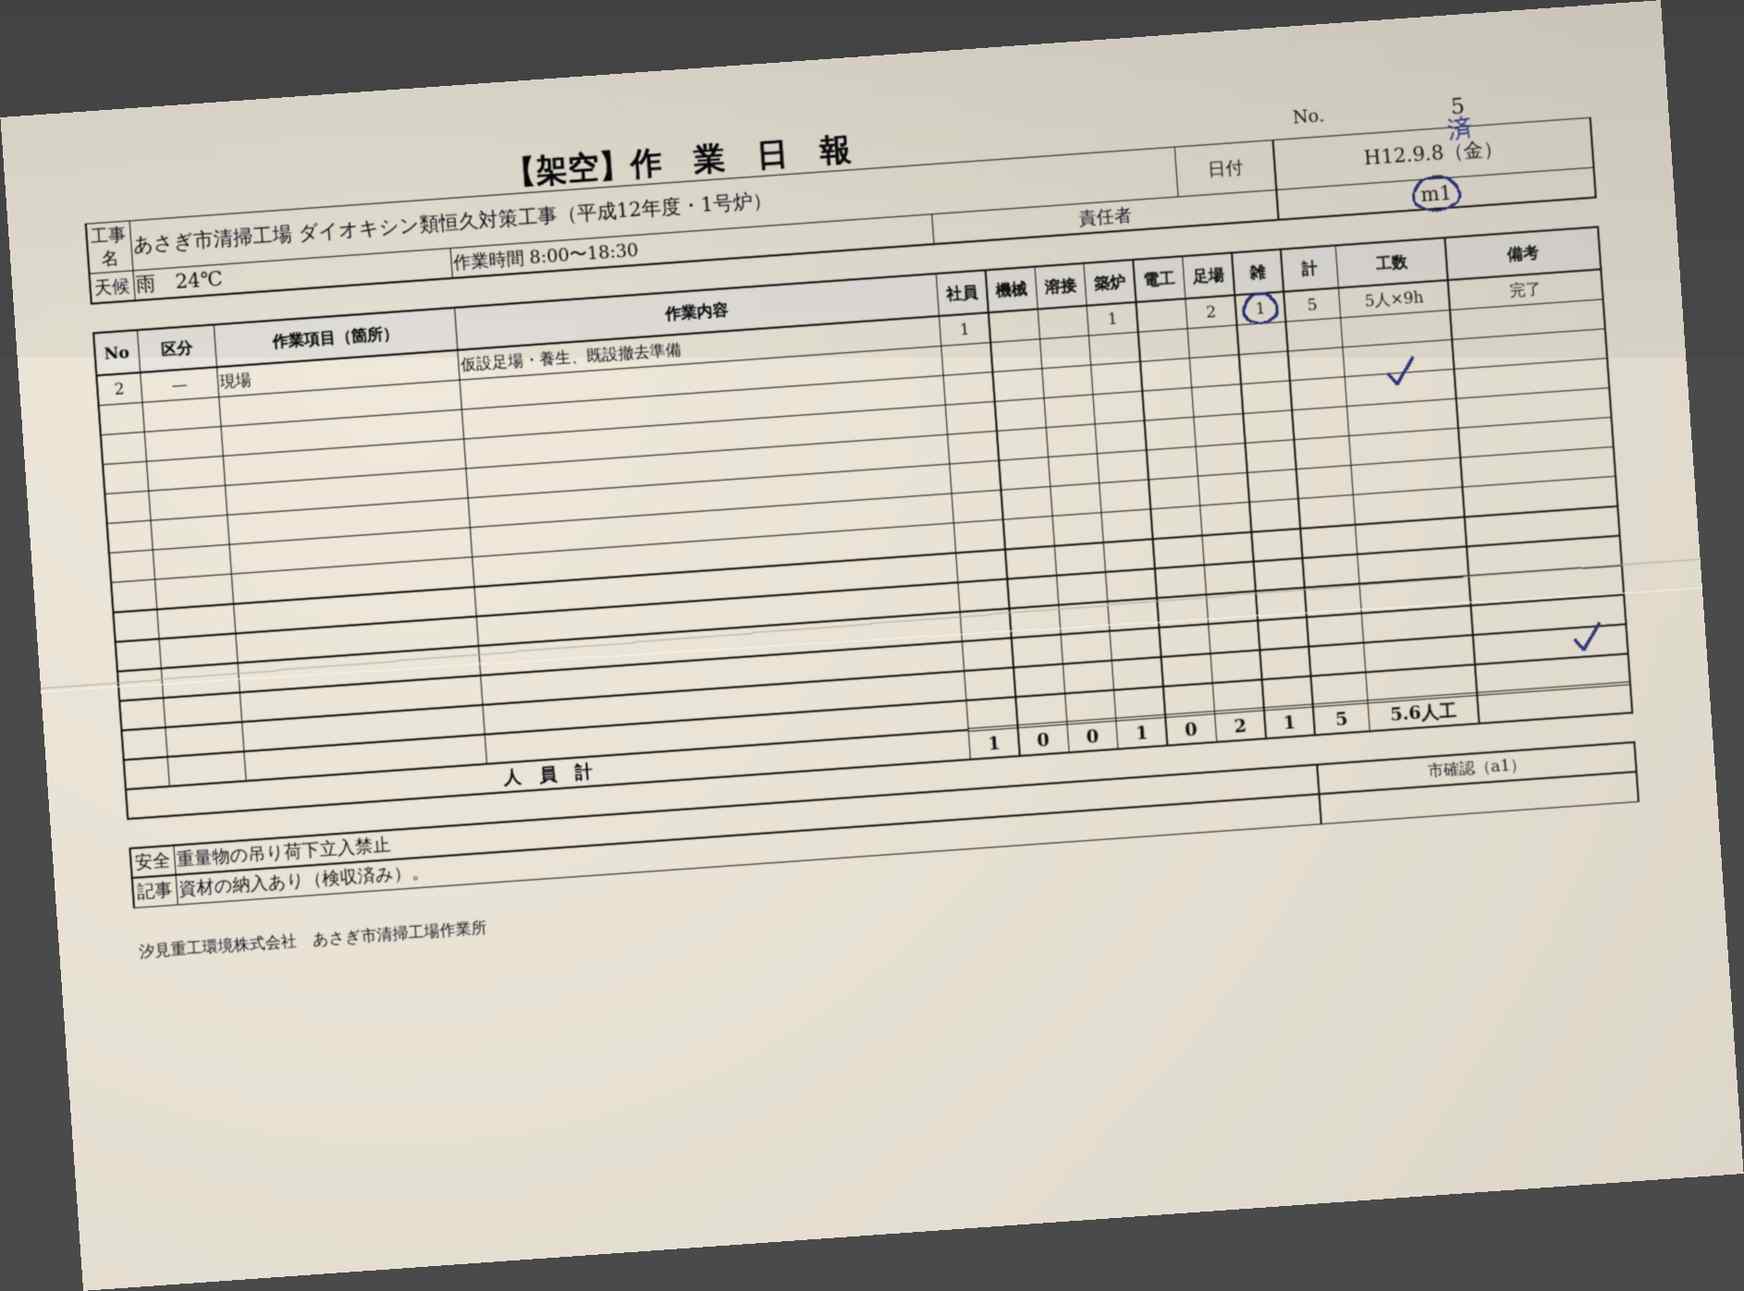 No. 5
済
【架空】作 業 日 報
工事名 あさぎ市清掃工場 ダイオキシン類恒久対策工事（平成12年度・1号炉） 日付 H12.9.8（金）
天候 雨 24℃ 作業時間 8:00〜18:30 責任者 m1
No 区分 作業項目（箇所） 作業内容 社員 機械 溶接 築炉 電工 足場 雑 計 工数 備考
2 — 現場 仮設足場・養生、既設撤去準備 1 1 2 1 5 5人×9h 完了
人 員 計 1 0 0 1 0 2 1 5 5.6人工
安全 重量物の吊り荷下立入禁止 市確認（a1）
記事 資材の納入あり（検収済み）。
汐見重工環境株式会社 あさぎ市清掃工場作業所